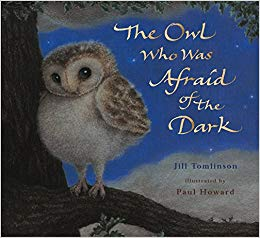 The Owl
Who Was
Afraid
of the
Dark
Jill Tomlinson
illustrated by
Paul Howard